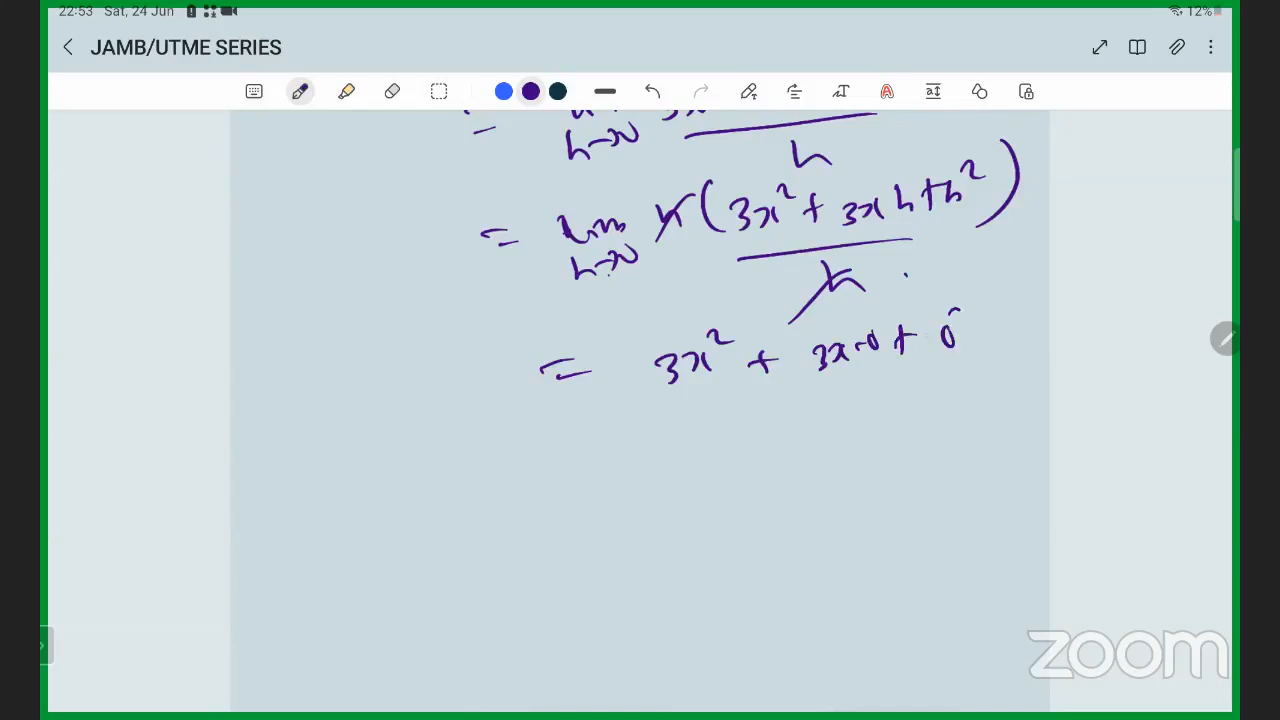 22:53 Sat, 24 Jun
12%
JAMB/UTME SERIES
=
h→0
h
= lim h(3x² + 3xh+h²)
h→0
h
= 3x² + 3x·0 + 0
zoom